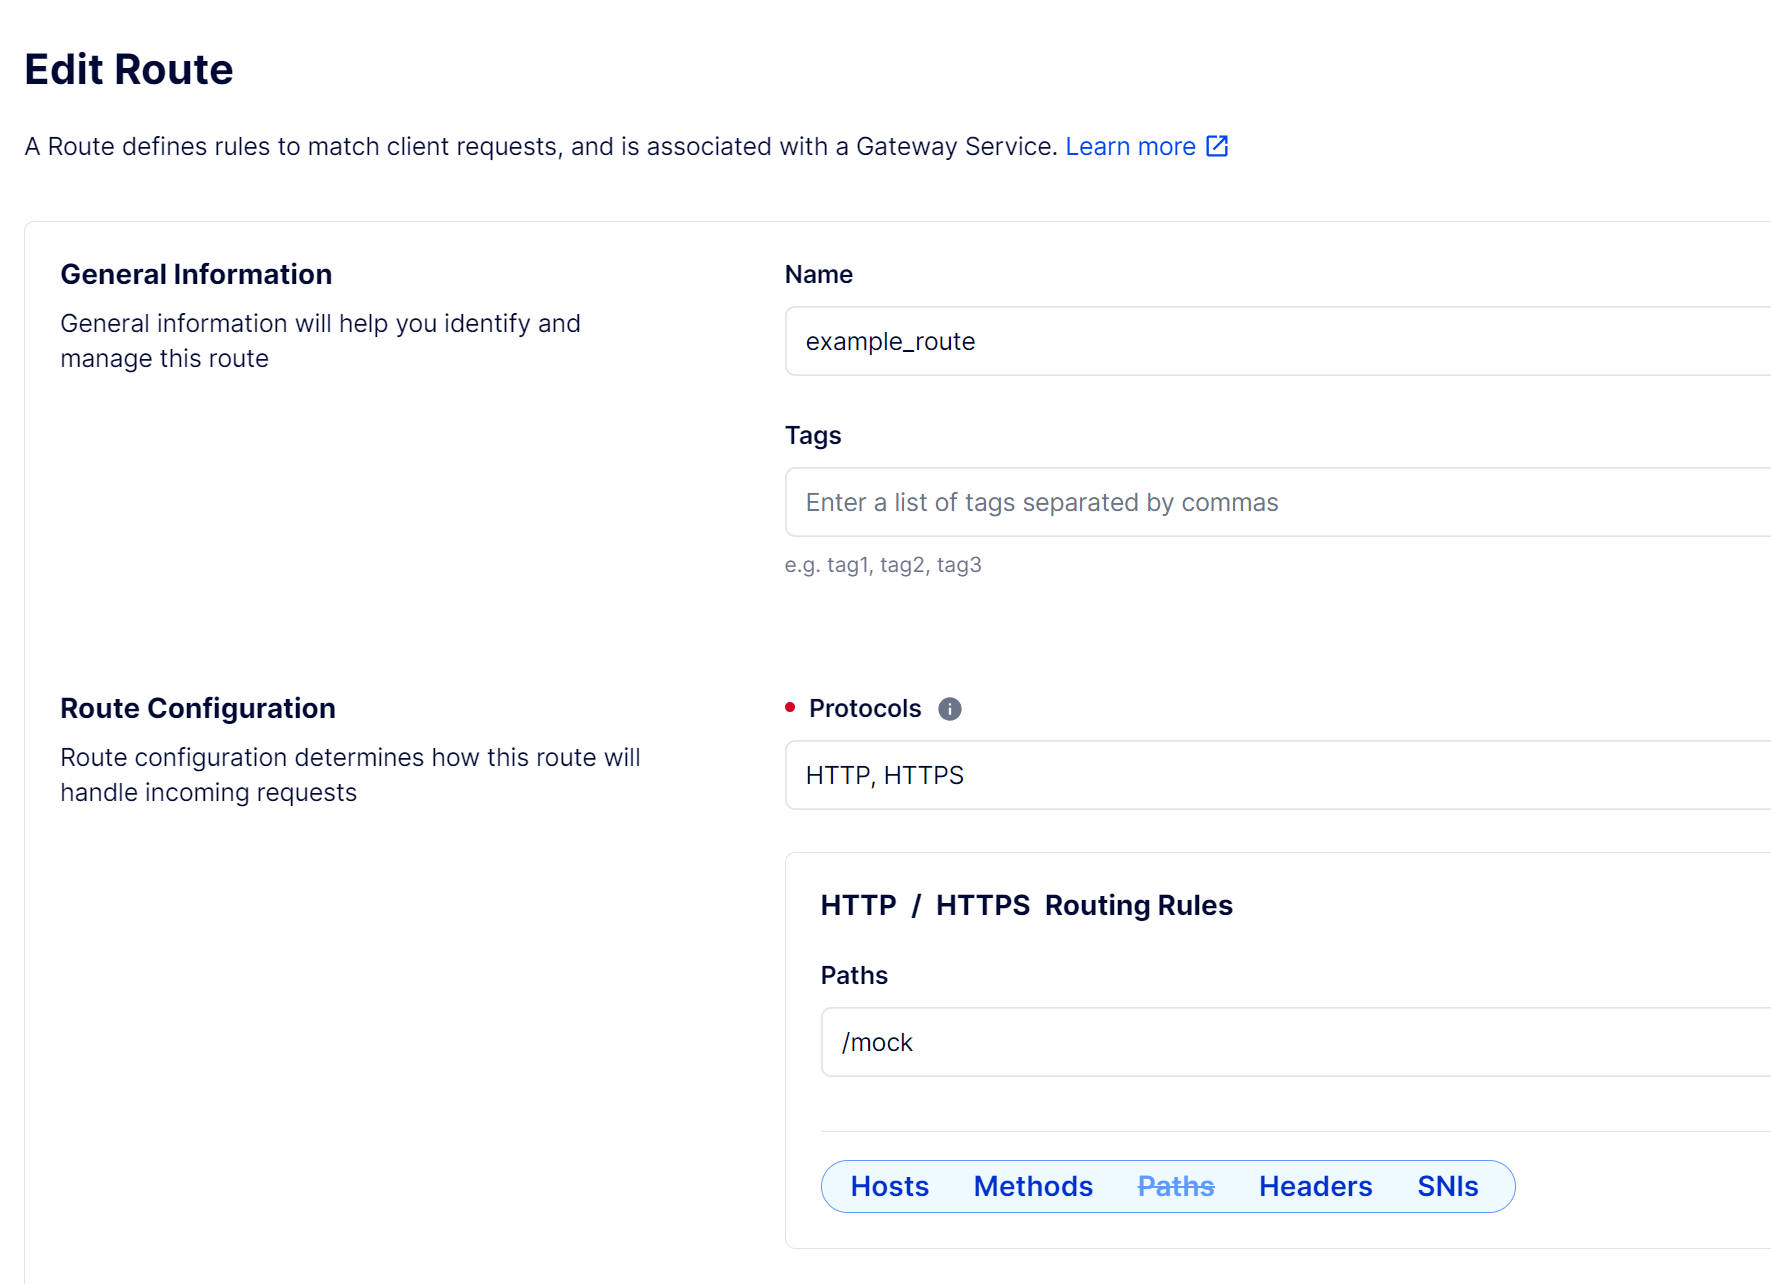 Edit Route
A Route defines rules to match client requests, and is associated with a Gateway Service. Learn more
General Information
General information will help you identify and
manage this route
Name
example_route
Tags
Enter a list of tags separated by commas
e.g. tag1, tag2, tag3
Route Configuration
Route configuration determines how this route will
handle incoming requests
Protocols
HTTP, HTTPS
HTTP / HTTPS Routing Rules
Paths
/mock
Hosts Methods Paths Headers SNIs